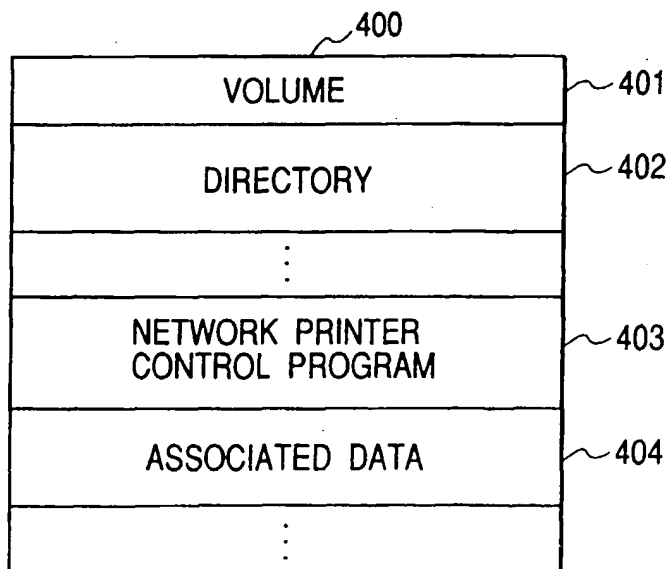 400
VOLUME
401
DIRECTORY
402
⋮
NETWORK PRINTER
CONTROL PROGRAM
403
ASSOCIATED DATA
404
⋮